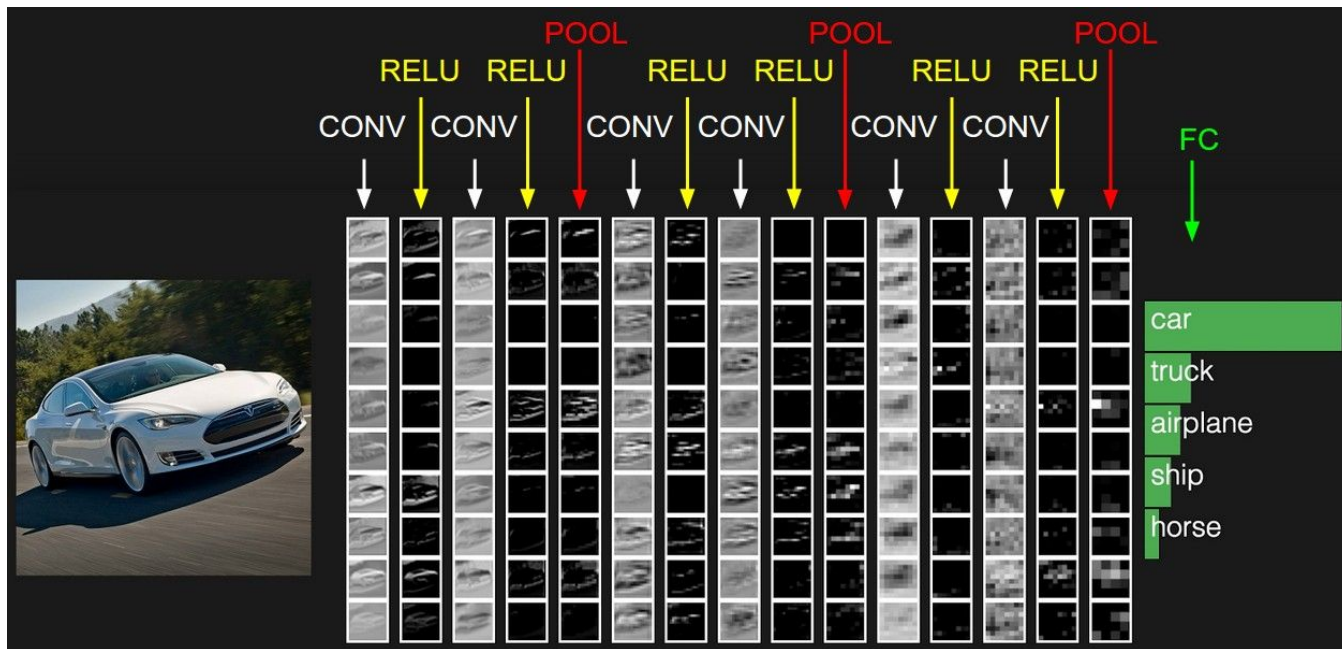 POOL POOL POOL
RELU RELU RELU RELU RELU RELU
CONV CONV CONV CONV CONV CONV
FC
car
truck
airplane
ship
horse